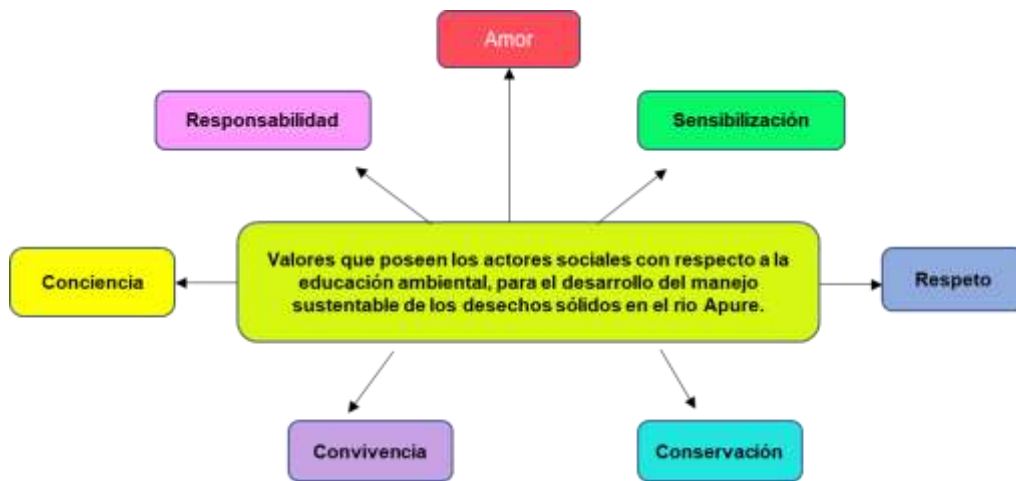 Amor
Responsabilidad
Sensibilización
Valores que poseen los actores sociales con respecto a la
educación ambiental, para el desarrollo del manejo
sustentable de los desechos sólidos en el rio Apure.
Conciencia
Respeto
Convivencia
Conservación